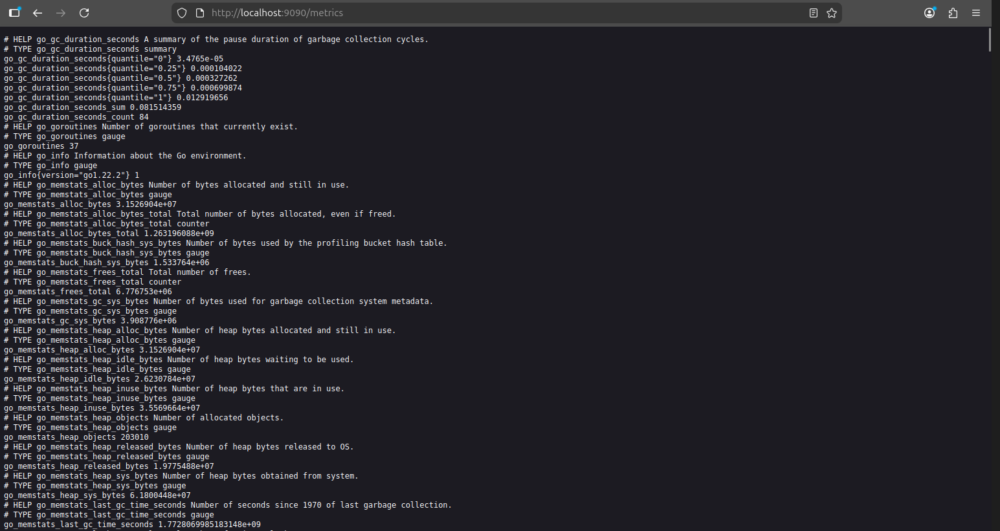 http://localhost:9090/metrics
# HELP go_gc_duration_seconds A summary of the pause duration of garbage collection cycles.
# TYPE go_gc_duration_seconds summary
go_gc_duration_seconds{quantile="0"} 3.4765e-05
go_gc_duration_seconds{quantile="0.25"} 0.000104022
go_gc_duration_seconds{quantile="0.5"} 0.000327262
go_gc_duration_seconds{quantile="0.75"} 0.000699874
go_gc_duration_seconds{quantile="1"} 0.012919656
go_gc_duration_seconds_sum 0.081514359
go_gc_duration_seconds_count 84
# HELP go_goroutines Number of goroutines that currently exist.
# TYPE go_goroutines gauge
go_goroutines 37
# HELP go_info Information about the Go environment.
# TYPE go_info gauge
go_info{version="go1.22.2"} 1
# HELP go_memstats_alloc_bytes Number of bytes allocated and still in use.
# TYPE go_memstats_alloc_bytes gauge
go_memstats_alloc_bytes 3.1526904e+07
# HELP go_memstats_alloc_bytes_total Total number of bytes allocated, even if freed.
# TYPE go_memstats_alloc_bytes_total counter
go_memstats_alloc_bytes_total 1.263196088e+09
# HELP go_memstats_buck_hash_sys_bytes Number of bytes used by the profiling bucket hash table.
# TYPE go_memstats_buck_hash_sys_bytes gauge
go_memstats_buck_hash_sys_bytes 1.533764e+06
# HELP go_memstats_frees_total Total number of frees.
# TYPE go_memstats_frees_total counter
go_memstats_frees_total 6.776753e+06
# HELP go_memstats_gc_sys_bytes Number of bytes used for garbage collection system metadata.
# TYPE go_memstats_gc_sys_bytes gauge
go_memstats_gc_sys_bytes 3.908776e+06
# HELP go_memstats_heap_alloc_bytes Number of heap bytes allocated and still in use.
# TYPE go_memstats_heap_alloc_bytes gauge
go_memstats_heap_alloc_bytes 3.1526904e+07
# HELP go_memstats_heap_idle_bytes Number of heap bytes waiting to be used.
# TYPE go_memstats_heap_idle_bytes gauge
go_memstats_heap_idle_bytes 2.6230784e+07
# HELP go_memstats_heap_inuse_bytes Number of heap bytes that are in use.
# TYPE go_memstats_heap_inuse_bytes gauge
go_memstats_heap_inuse_bytes 3.5569664e+07
# HELP go_memstats_heap_objects Number of allocated objects.
# TYPE go_memstats_heap_objects gauge
go_memstats_heap_objects 203010
# HELP go_memstats_heap_released_bytes Number of heap bytes released to OS.
# TYPE go_memstats_heap_released_bytes gauge
go_memstats_heap_released_bytes 1.9775488e+07
# HELP go_memstats_heap_sys_bytes Number of heap bytes obtained from system.
# TYPE go_memstats_heap_sys_bytes gauge
go_memstats_heap_sys_bytes 6.1800448e+07
# HELP go_memstats_last_gc_time_seconds Number of seconds since 1970 of last garbage collection.
# TYPE go_memstats_last_gc_time_seconds gauge
go_memstats_last_gc_time_seconds 1.7728069985183148e+09